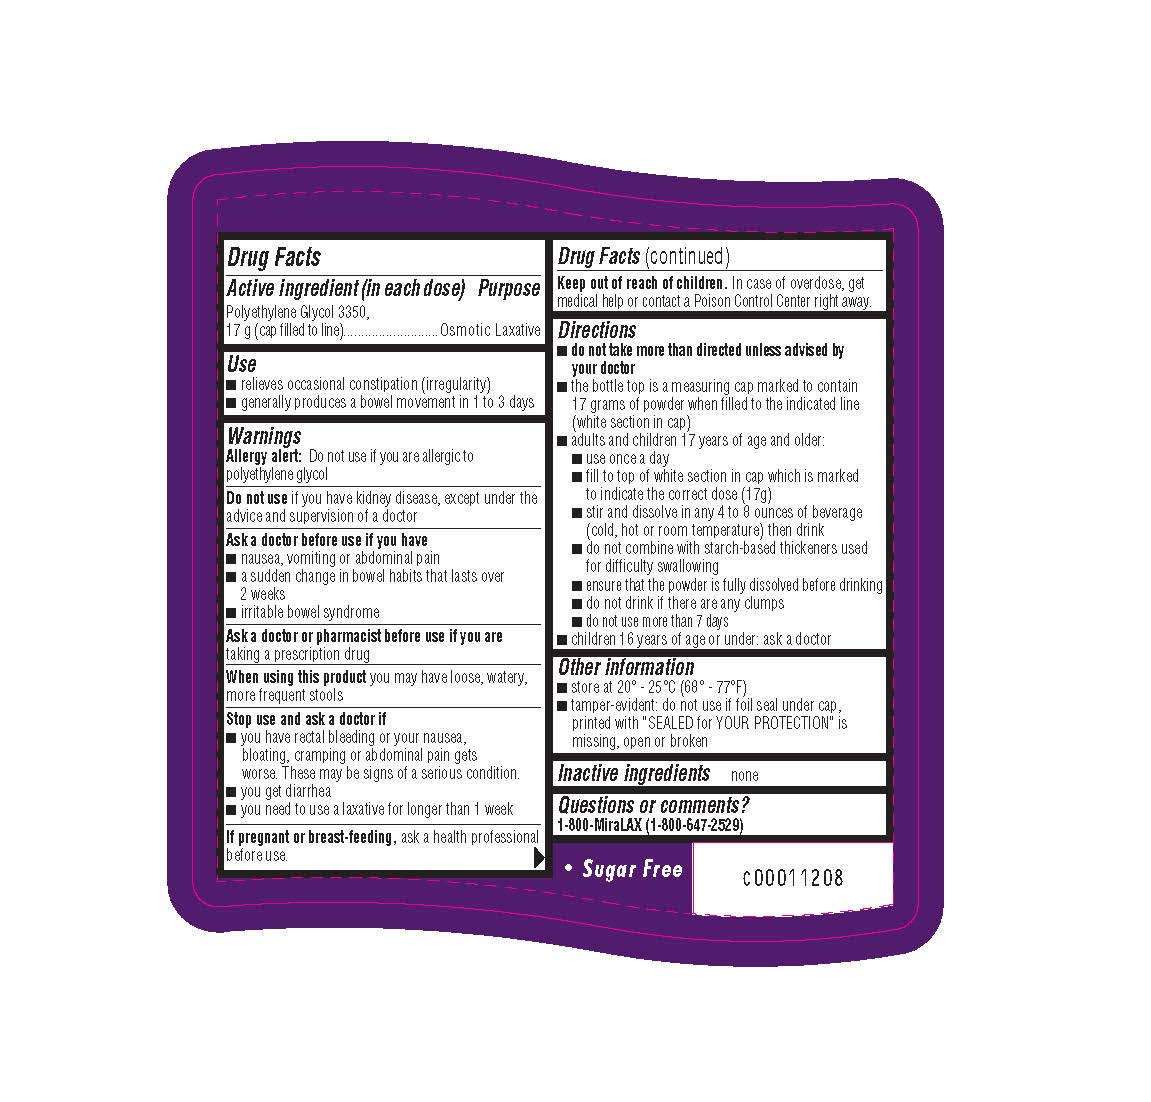 Drug Facts
Active ingredient (in each dose) Purpose
Polyethylene Glycol 3350,
17 g (cap filled to line)............................Osmotic Laxative
Use
■ relieves occasional constipation (irregularity)
■ generally produces a bowel movement in 1 to 3 days
Warnings
Allergy alert: Do not use if you are allergic to
polyethylene glycol
Do not use if you have kidney disease, except under the
advice and supervision of a doctor
Ask a doctor before use if you have
■ nausea, vomiting or abdominal pain
■ a sudden change in bowel habits that lasts over
2 weeks
■ irritable bowel syndrome
Ask a doctor or pharmacist before use if you are
taking a prescription drug
When using this product you may have loose, watery,
more frequent stools
Stop use and ask a doctor if
■ you have rectal bleeding or your nausea,
bloating, cramping or abdominal pain gets
worse. These may be signs of a serious condition.
■ you get diarrhea
■ you need to use a laxative for longer than 1 week
If pregnant or breast-feeding, ask a health professional
before use.
Drug Facts (continued)
Keep out of reach of children. In case of overdose, get
medical help or contact a Poison Control Center right away.
Directions
■ do not take more than directed unless advised by
your doctor
■ the bottle top is a measuring cap marked to contain
17 grams of powder when filled to the indicated line
(white section in cap)
■ adults and children 17 years of age and older:
■ use once a day
■ fill to top of white section in cap which is marked
to indicate the correct dose (17g)
■ stir and dissolve in any 4 to 8 ounces of beverage
(cold, hot or room temperature) then drink
■ do not combine with starch-based thickeners used
for difficulty swallowing
■ ensure that the powder is fully dissolved before drinking
■ do not drink if there are any clumps
■ do not use more than 7 days
■ children 16 years of age or under: ask a doctor
Other information
■ store at 20° - 25°C (68° - 77°F)
■ tamper-evident: do not use if foil seal under cap,
printed with "SEALED for YOUR PROTECTION" is
missing, open or broken
Inactive ingredients none
Questions or comments?
1-800-MiraLAX (1-800-647-2529)
• Sugar Free
c00011208